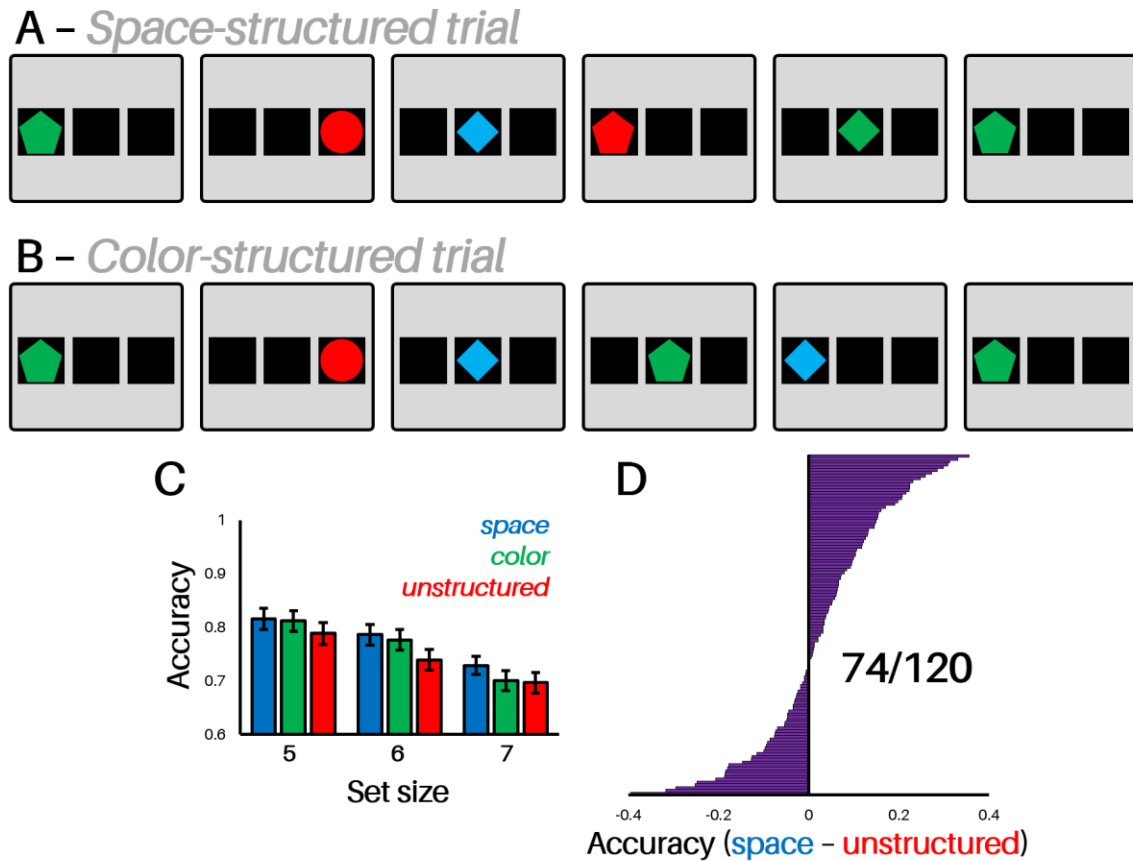 A – Space-structured trial
B – Color-structured trial
C
D
1
0.9
0.8
0.7
0.6
Accuracy
space
color
unstructured
5 6 7
Set size
74/120
-0.4 -0.2 0 0.2 0.4
Accuracy (space – unstructured)